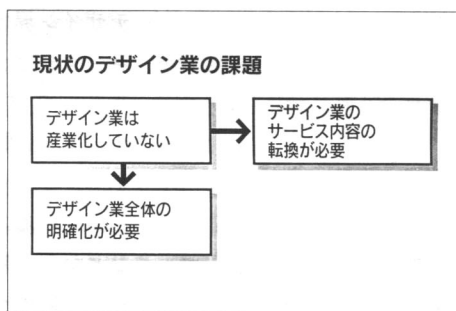 現状のデザイン業の課題
デザイン業は
産業化していない
デザイン業の
サービス内容の
転換が必要
デザイン業全体の
明確化が必要